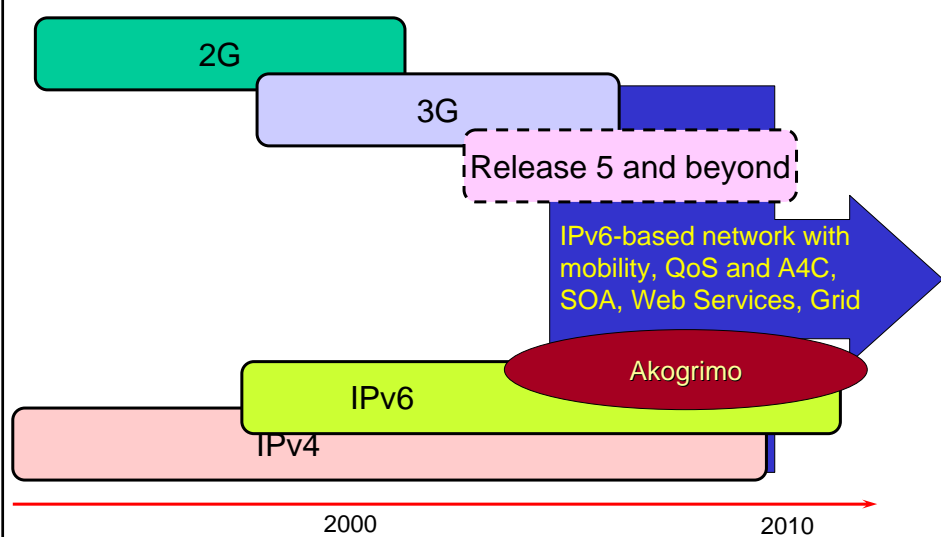 2G
3G
Release 5 and beyond
IPv6-based network with
mobility, QoS and A4C,
SOA, Web Services, Grid
Akogrimo
IPv6
IPv4
2000
2010